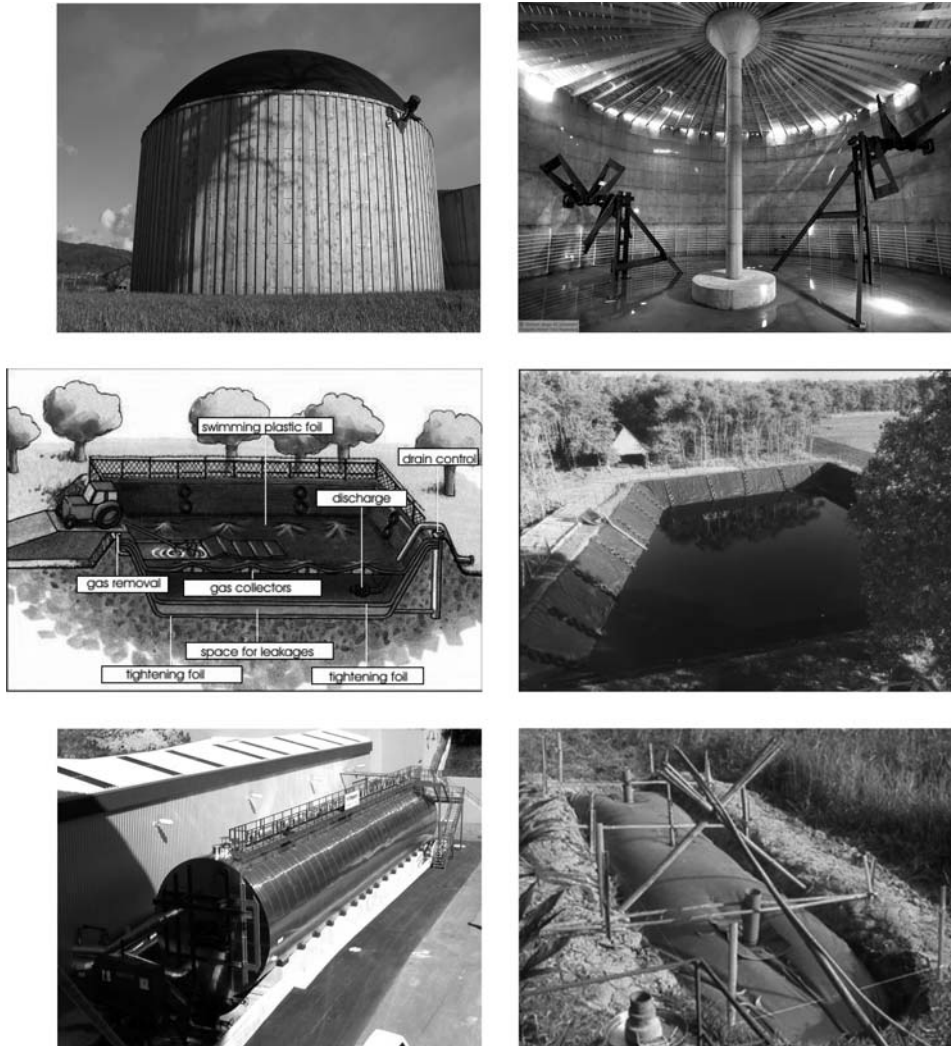 swimming plastic foil
drain control
discharge
gas removal
gas collectors
space for leakages
tightening foil
tightening foil